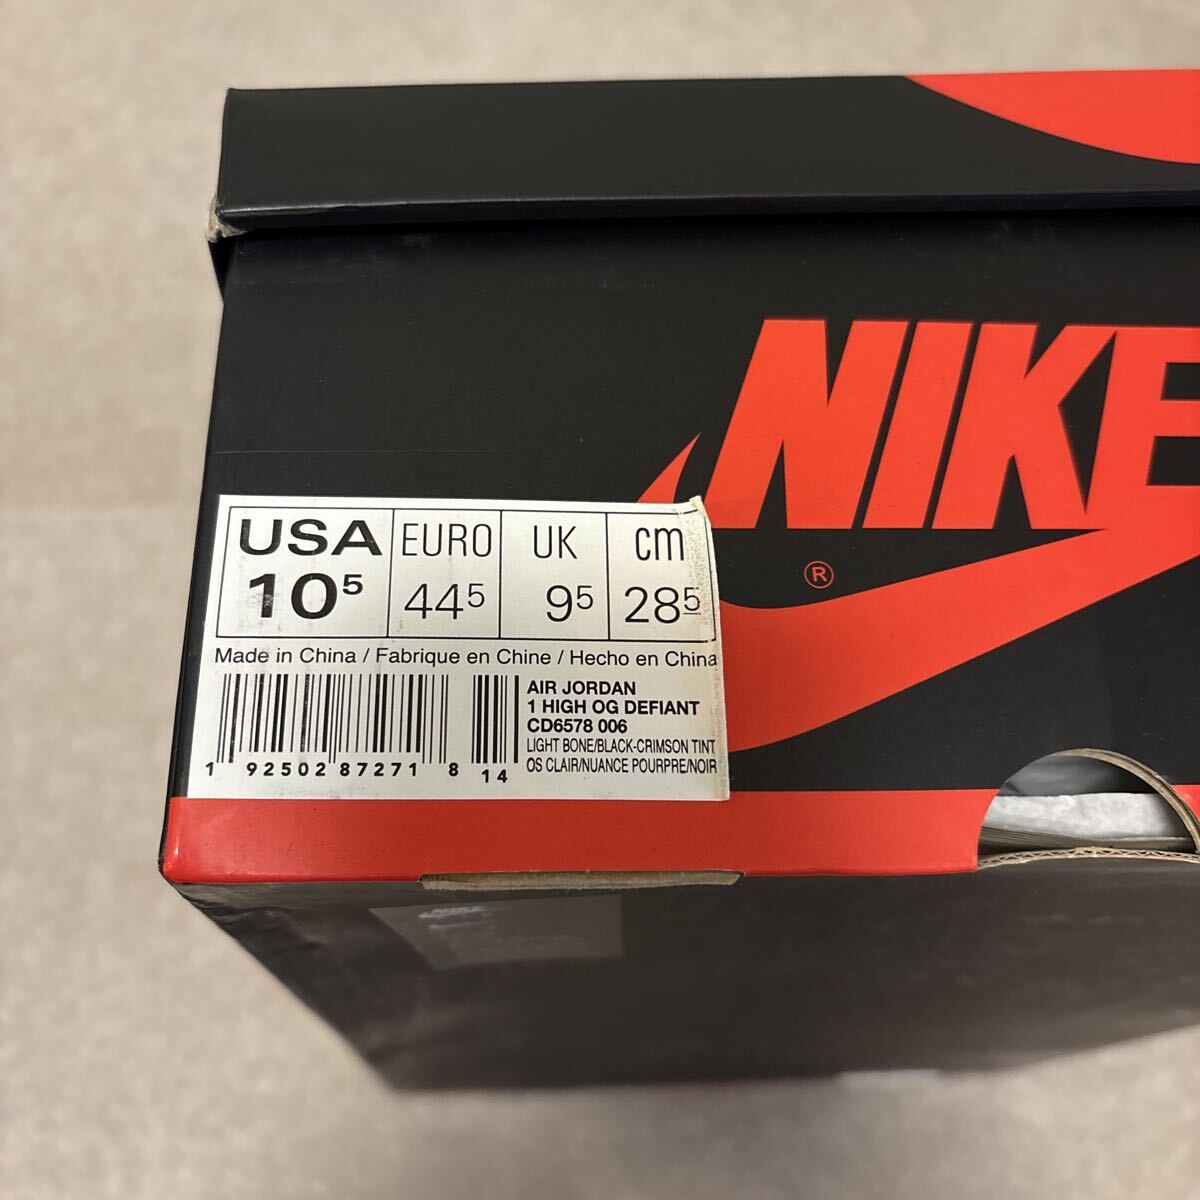 NIKE
®
USA EURO UK cm
10⁵ 44⁵ 9⁵ 28⁵
Made in China / Fabrique en Chine / Hecho en China
AIR JORDAN
1 HIGH OG DEFIANT
CD6578 006
LIGHT BONE/BLACK-CRIMSON TINT
OS CLAIR/NUANCE POURPRE/NOIR
1 92502 87271 8 14
NIKE